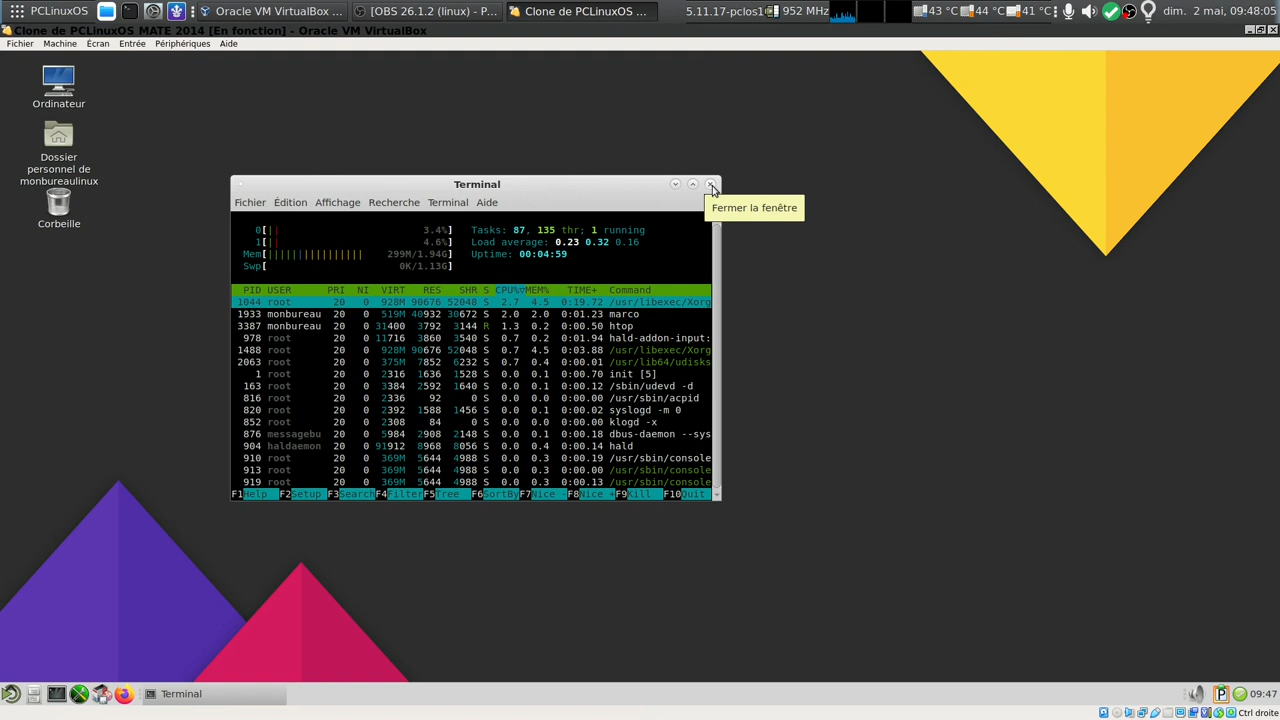 PCLinuxOS Oracle VM VirtualBox ... [OBS 26.1.2 (linux) - P... Clone de PCLinuxOS ... 5.1.117-pclos1 952 MHz 43 °C 44 °C 41 °C dim. 2 mai, 09:48:05
Clone de PCLinuxOS MATE 2014 [En fonction] - Oracle VM VirtualBox
Fichier Machine Écran Entrée Périphériques Aide
Ordinateur
Dossier
personnel de
monbureaulinux
Corbeille
Terminal
Fichier Édition Affichage Recherche Terminal Aide
Fermer la fenêtre
0[|| 3.4%] Tasks: 87, 135 thr; 1 running
1[|| 4.6%] Load average: 0.23 0.32 0.16
Mem[|||||||||||||||| 299M/1.94G] Uptime: 00:04:59
Swp[ 0K/1.13G]
PID USER PRI NI VIRT RES SHR S CPU%▽MEM% TIME+ Command
1044 root 20 0 928M 90676 52048 S 2.7 4.5 0:19.72 /usr/libexec/Xorg
1933 monbureau 20 0 519M 40932 30672 S 2.0 2.0 0:01.23 marco
3387 monbureau 20 0 31400 3792 3144 R 1.3 0.2 0:00.50 htop
978 root 20 0 11716 3860 3540 S 0.7 0.2 0:01.94 hald-addon-input:
1488 root 20 0 928M 90676 52048 S 0.7 4.5 0:03.88 /usr/libexec/Xorg
2063 root 20 0 375M 7852 6232 S 0.7 0.4 0:00.01 /usr/lib64/udisks
1 root 20 0 2316 1636 1528 S 0.0 0.1 0:00.70 init [5]
163 root 20 0 3384 2592 1640 S 0.0 0.1 0:00.12 /sbin/udevd -d
816 root 20 0 2336 92 0 S 0.0 0.0 0:00.00 /usr/sbin/acpid
820 root 20 0 2392 1588 1456 S 0.0 0.1 0:00.02 syslogd -m 0
852 root 20 0 2308 84 0 S 0.0 0.0 0:00.00 klogd -x
876 messagebu 20 0 5984 2908 2148 S 0.0 0.1 0:00.18 dbus-daemon --sys
904 haldaemon 20 0 91912 8968 8056 S 0.0 0.4 0:00.18 hald
910 root 20 0 369M 5644 4988 S 0.0 0.3 0:00.19 /usr/sbin/console
913 root 20 0 369M 5644 4988 S 0.0 0.3 0:00.00 /usr/sbin/console
919 root 20 0 369M 5644 4988 S 0.0 0.3 0:00.13 /usr/sbin/console
F1Help F2Setup F3Search F4Filter F5Tree F6SortBy F7Nice - F8Nice + F9Kill F10Quit
Terminal 09:47
Ctrl droite